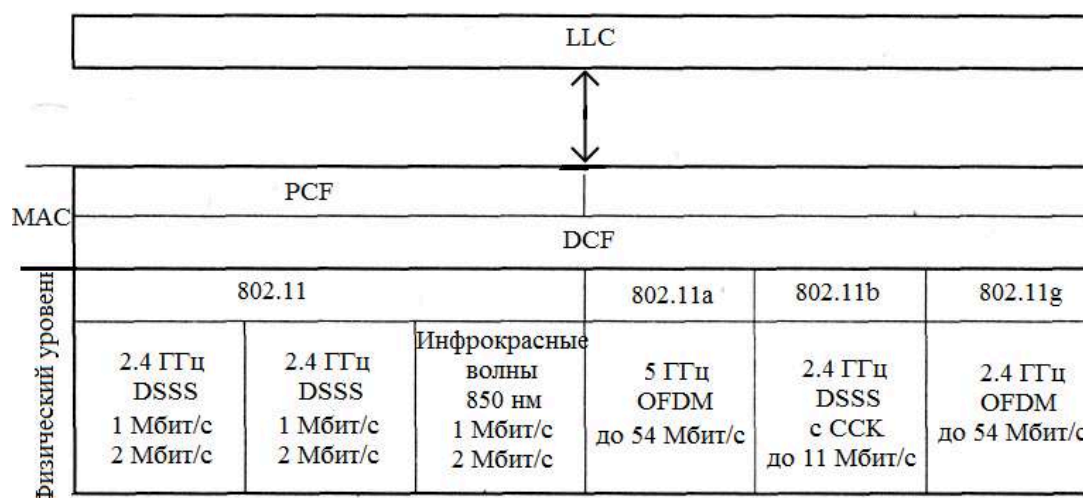 LLC
PCF
MAC
DCF
Физический уровень
802.11
802.11a
802.11b
802.11g
2.4 ГГц
DSSS
1 Мбит/с
2 Мбит/с
2.4 ГГц
DSSS
1 Мбит/с
2 Мбит/с
Инфрокрасные
волны
850 нм
1 Мбит/с
2 Мбит/с
5 ГГц
OFDM
до 54 Мбит/с
2.4 ГГц
DSSS
с CCK
до 11 Мбит/с
2.4 ГГц
OFDM
до 54 Мбит/с